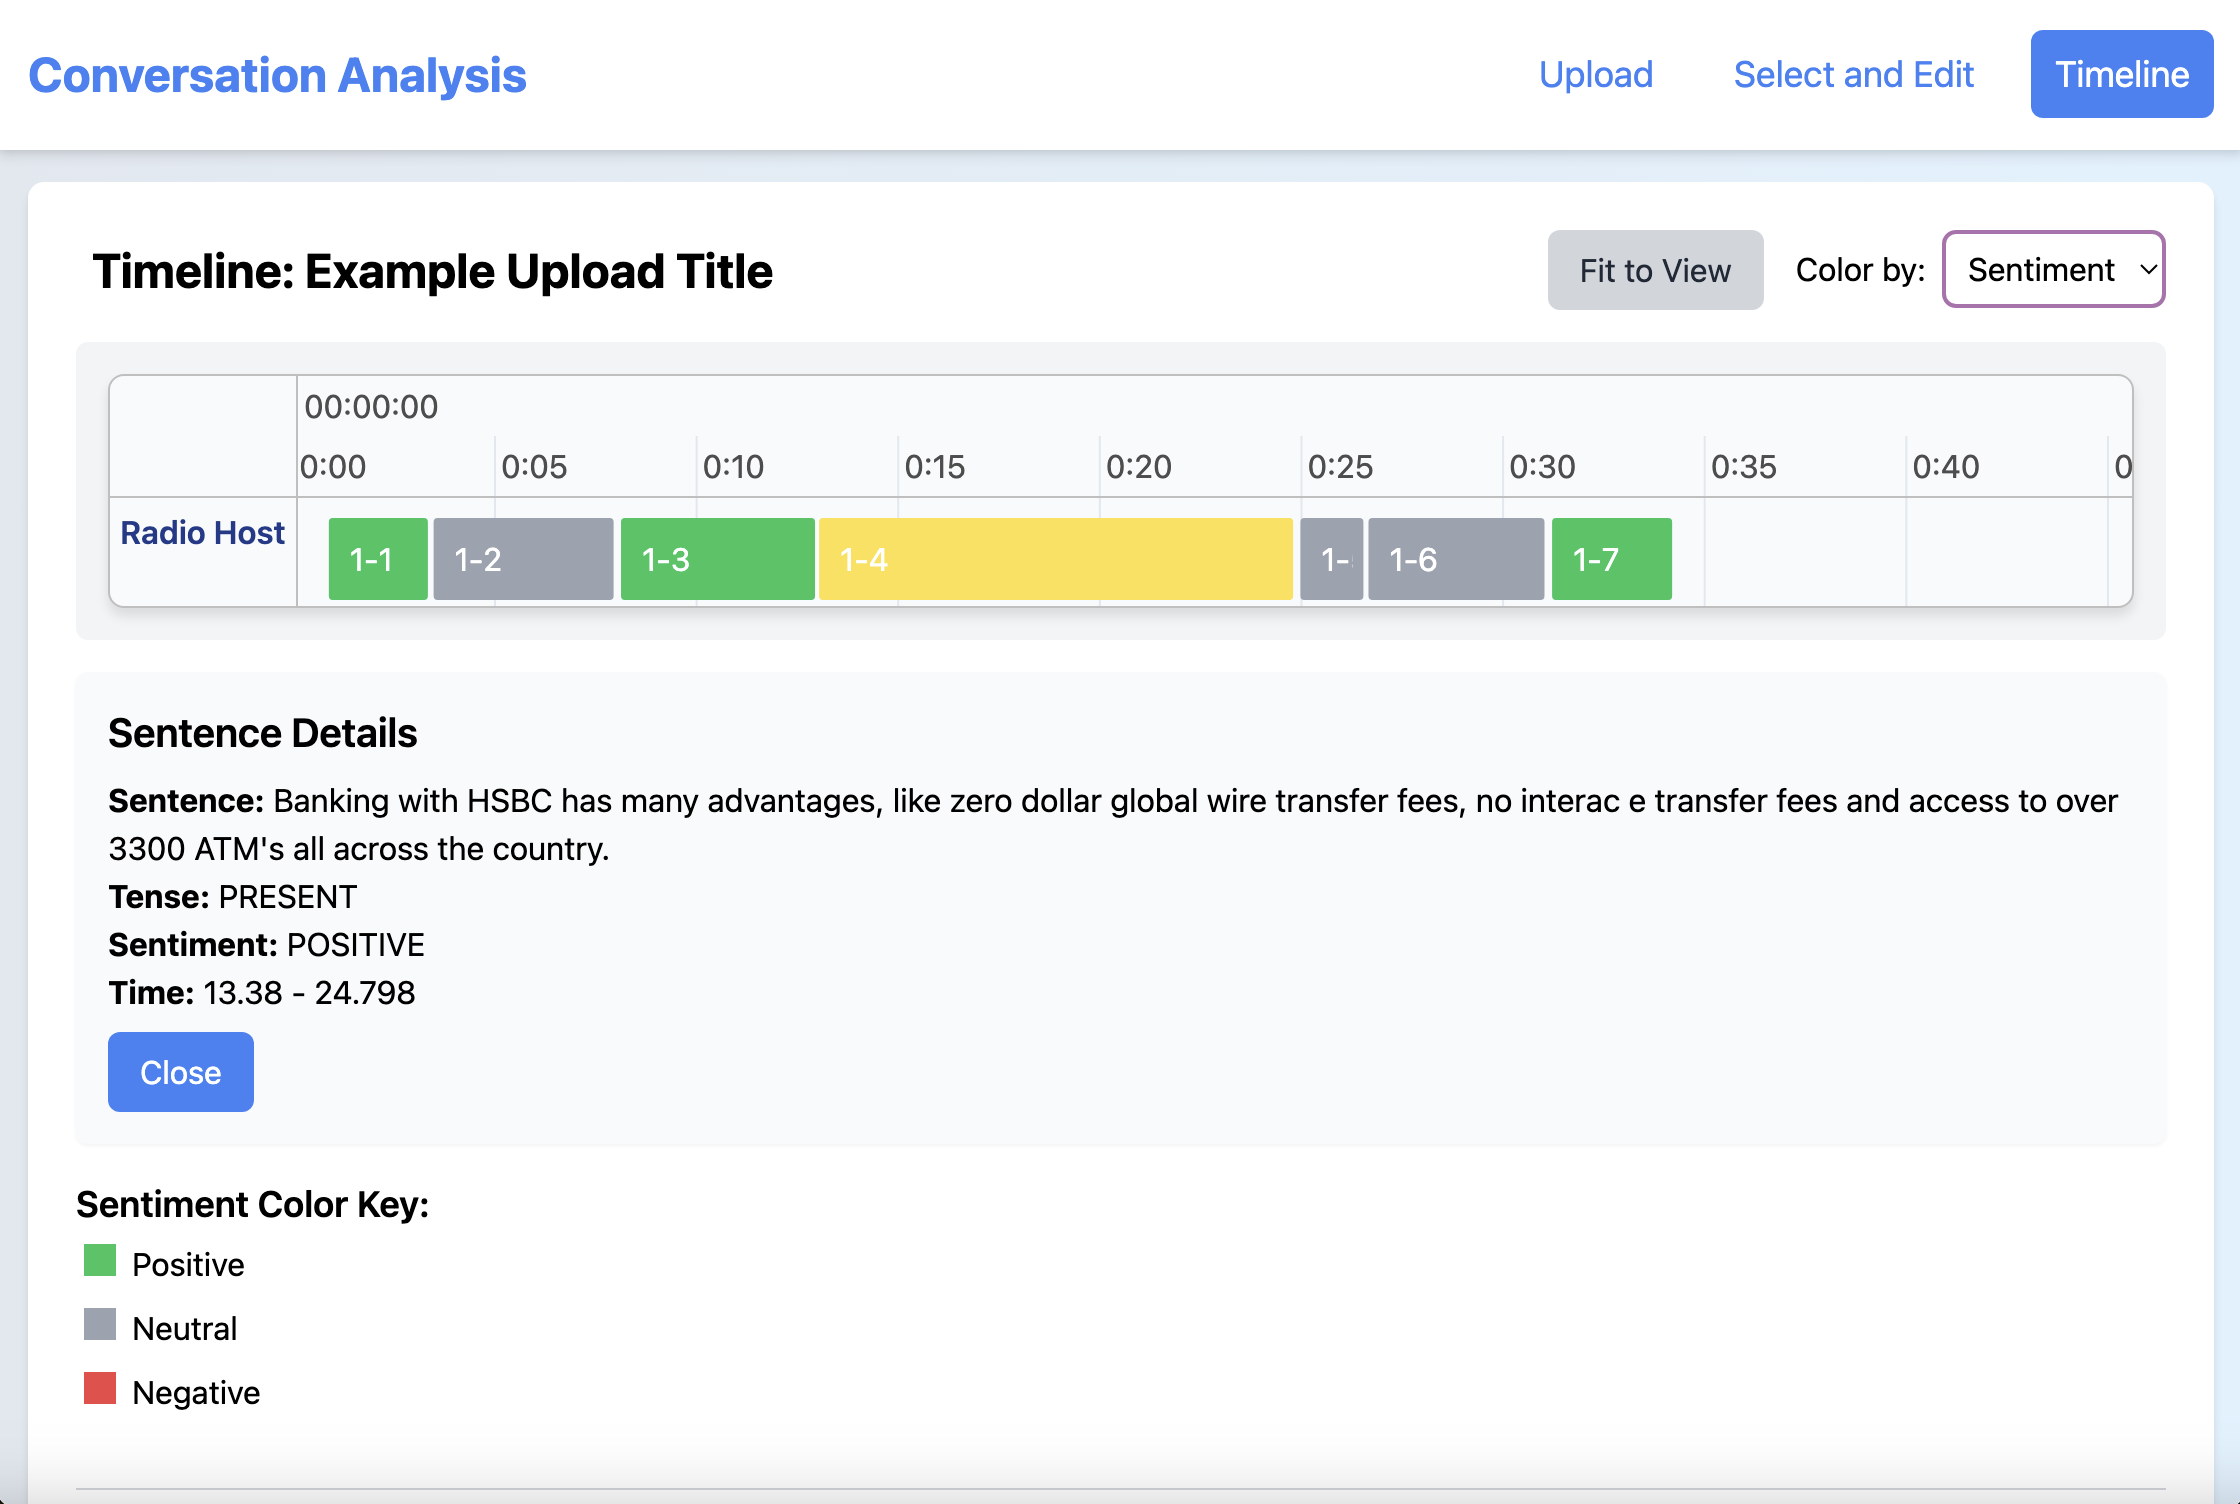 Conversation Analysis
Upload
Select and Edit
Timeline
Timeline: Example Upload Title
Fit to View
Color by:
Sentiment
00:00:00
0:00
0:05
0:10
0:15
0:20
0:25
0:30
0:35
0:40
0
Radio Host
1-1
1-2
1-3
1-4
1-
1-6
1-7
Sentence Details
Sentence: Banking with HSBC has many advantages, like zero dollar global wire transfer fees, no interac e transfer fees and access to over
3300 ATM's all across the country.
Tense: PRESENT
Sentiment: POSITIVE
Time: 13.38 - 24.798
Close
Sentiment Color Key:
Positive
Neutral
Negative